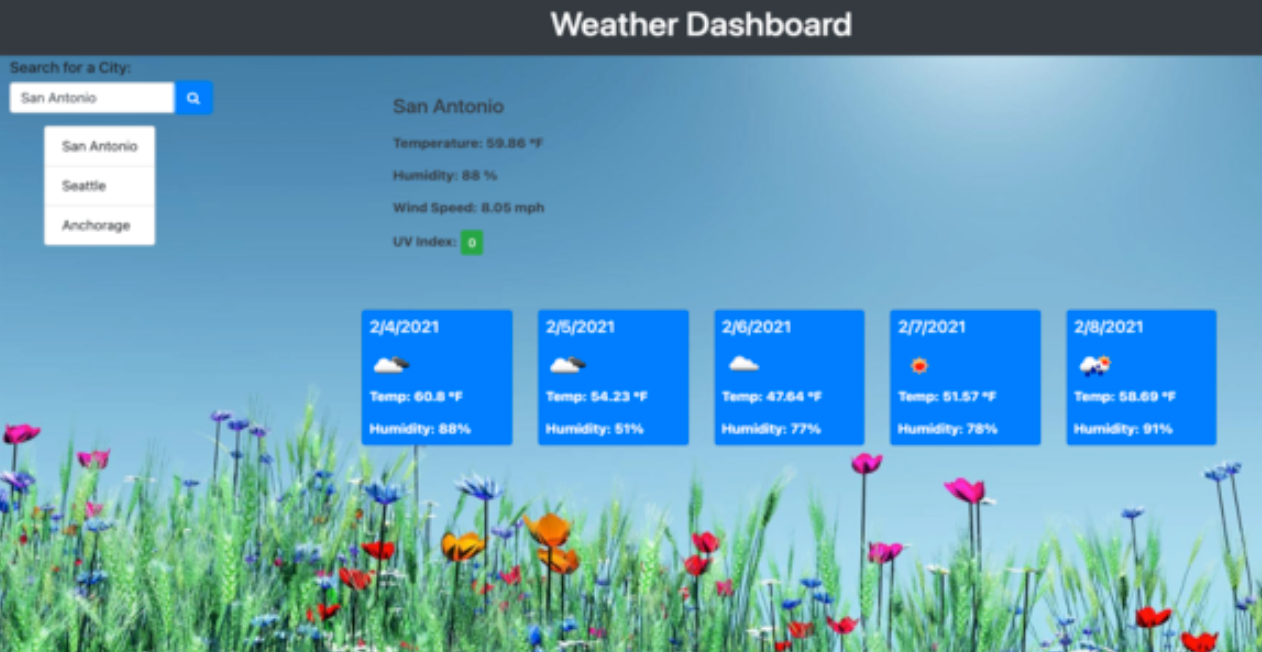 Weather Dashboard
Search for a City:
San Antonio
San Antonio
Seattle
Anchorage
San Antonio
Temperature: 59.86 °F
Humidity: 88 %
Wind Speed: 8.05 mph
UV Index: 0
2/4/2021
Temp: 60.8 °F
Humidity: 88%
2/5/2021
Temp: 54.23 °F
Humidity: 51%
2/6/2021
Temp: 47.64 °F
Humidity: 77%
2/7/2021
Temp: 51.57 °F
Humidity: 78%
2/8/2021
Temp: 58.69 °F
Humidity: 91%